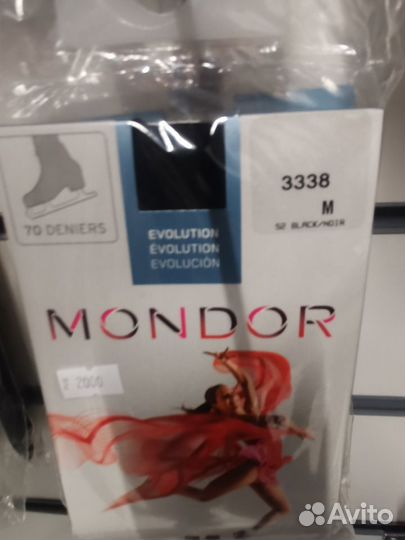 70 DENIERS
EVOLUTION
ÉVOLUTION
EVOLUCIÓN
3338
M
52 BLACK/NOIR
MONDOR
2000
Avito